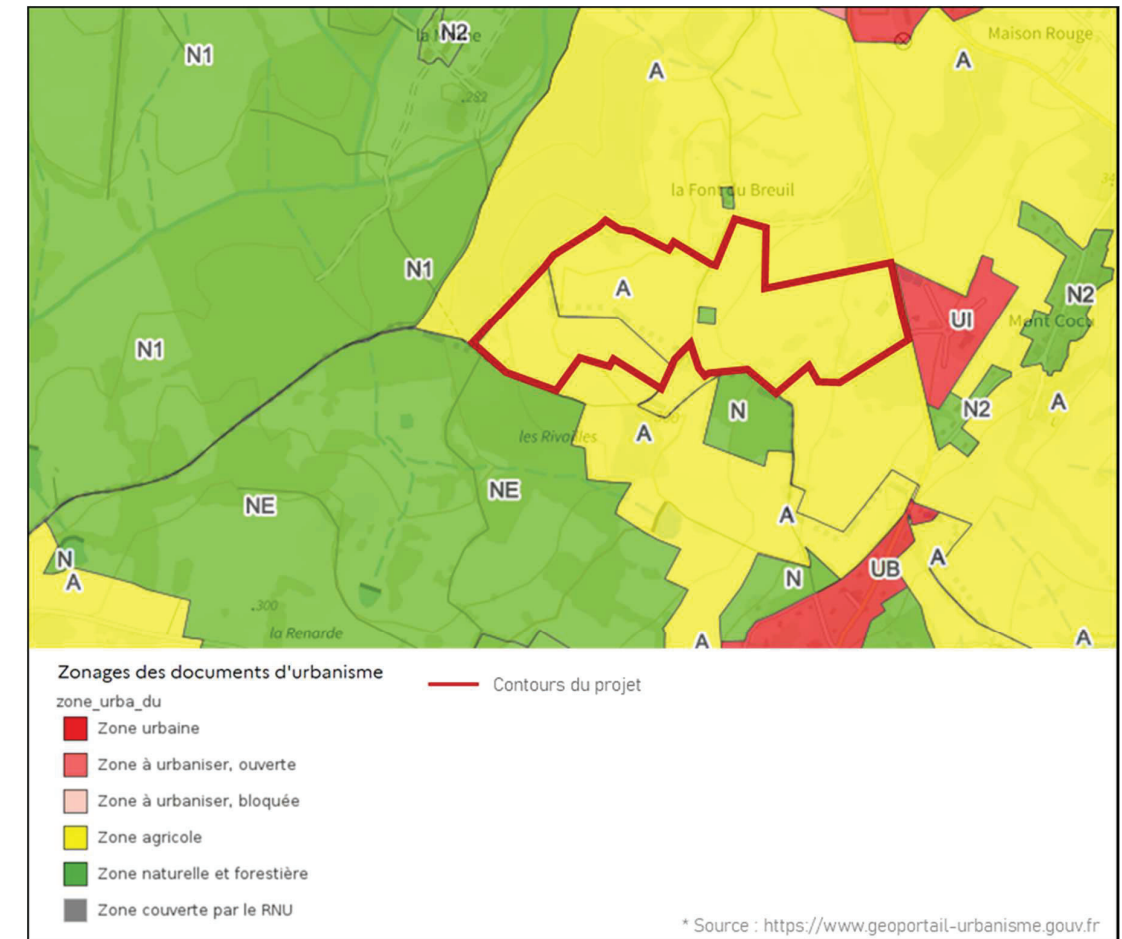 N1
N2
A
Maison Rouge
A
.282
la Font du Breuil
N1
A
N2
UI
Mont Cocu
N1
N
N2
A
les Rivailles
A
NE
NE
A
N
A
N
UB
A
.300
la Renarde
A
A
Zonages des documents d'urbanisme
Contours du projet
zone_urba_du
Zone urbaine
Zone à urbaniser, ouverte
Zone à urbaniser, bloquée
Zone agricole
Zone naturelle et forestière
Zone couverte par le RNU
* Source : https://www.geoportail-urbanisme.gouv.fr